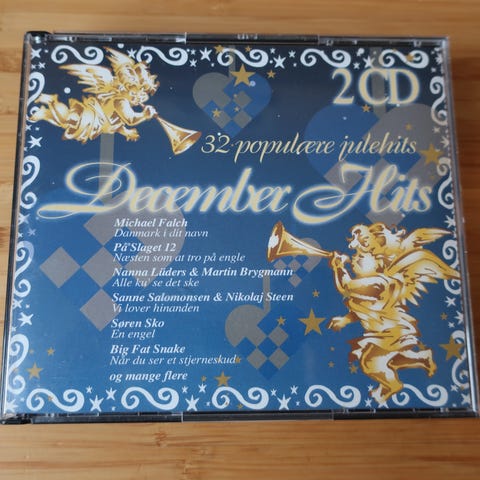 2 CD
32 populære julehits
December Hits
Michael Falch
Danmark i dit navn
På Slaget 12
Næsten som at tro på engle
Nanna Lüders & Martin Brygmann
Alle ku' se det ske
Sanne Salomonsen & Nikolaj Steen
Vi lover hinanden
Søren Sko
En engel
Big Fat Snake
Når du ser et stjerneskud
og mange flere